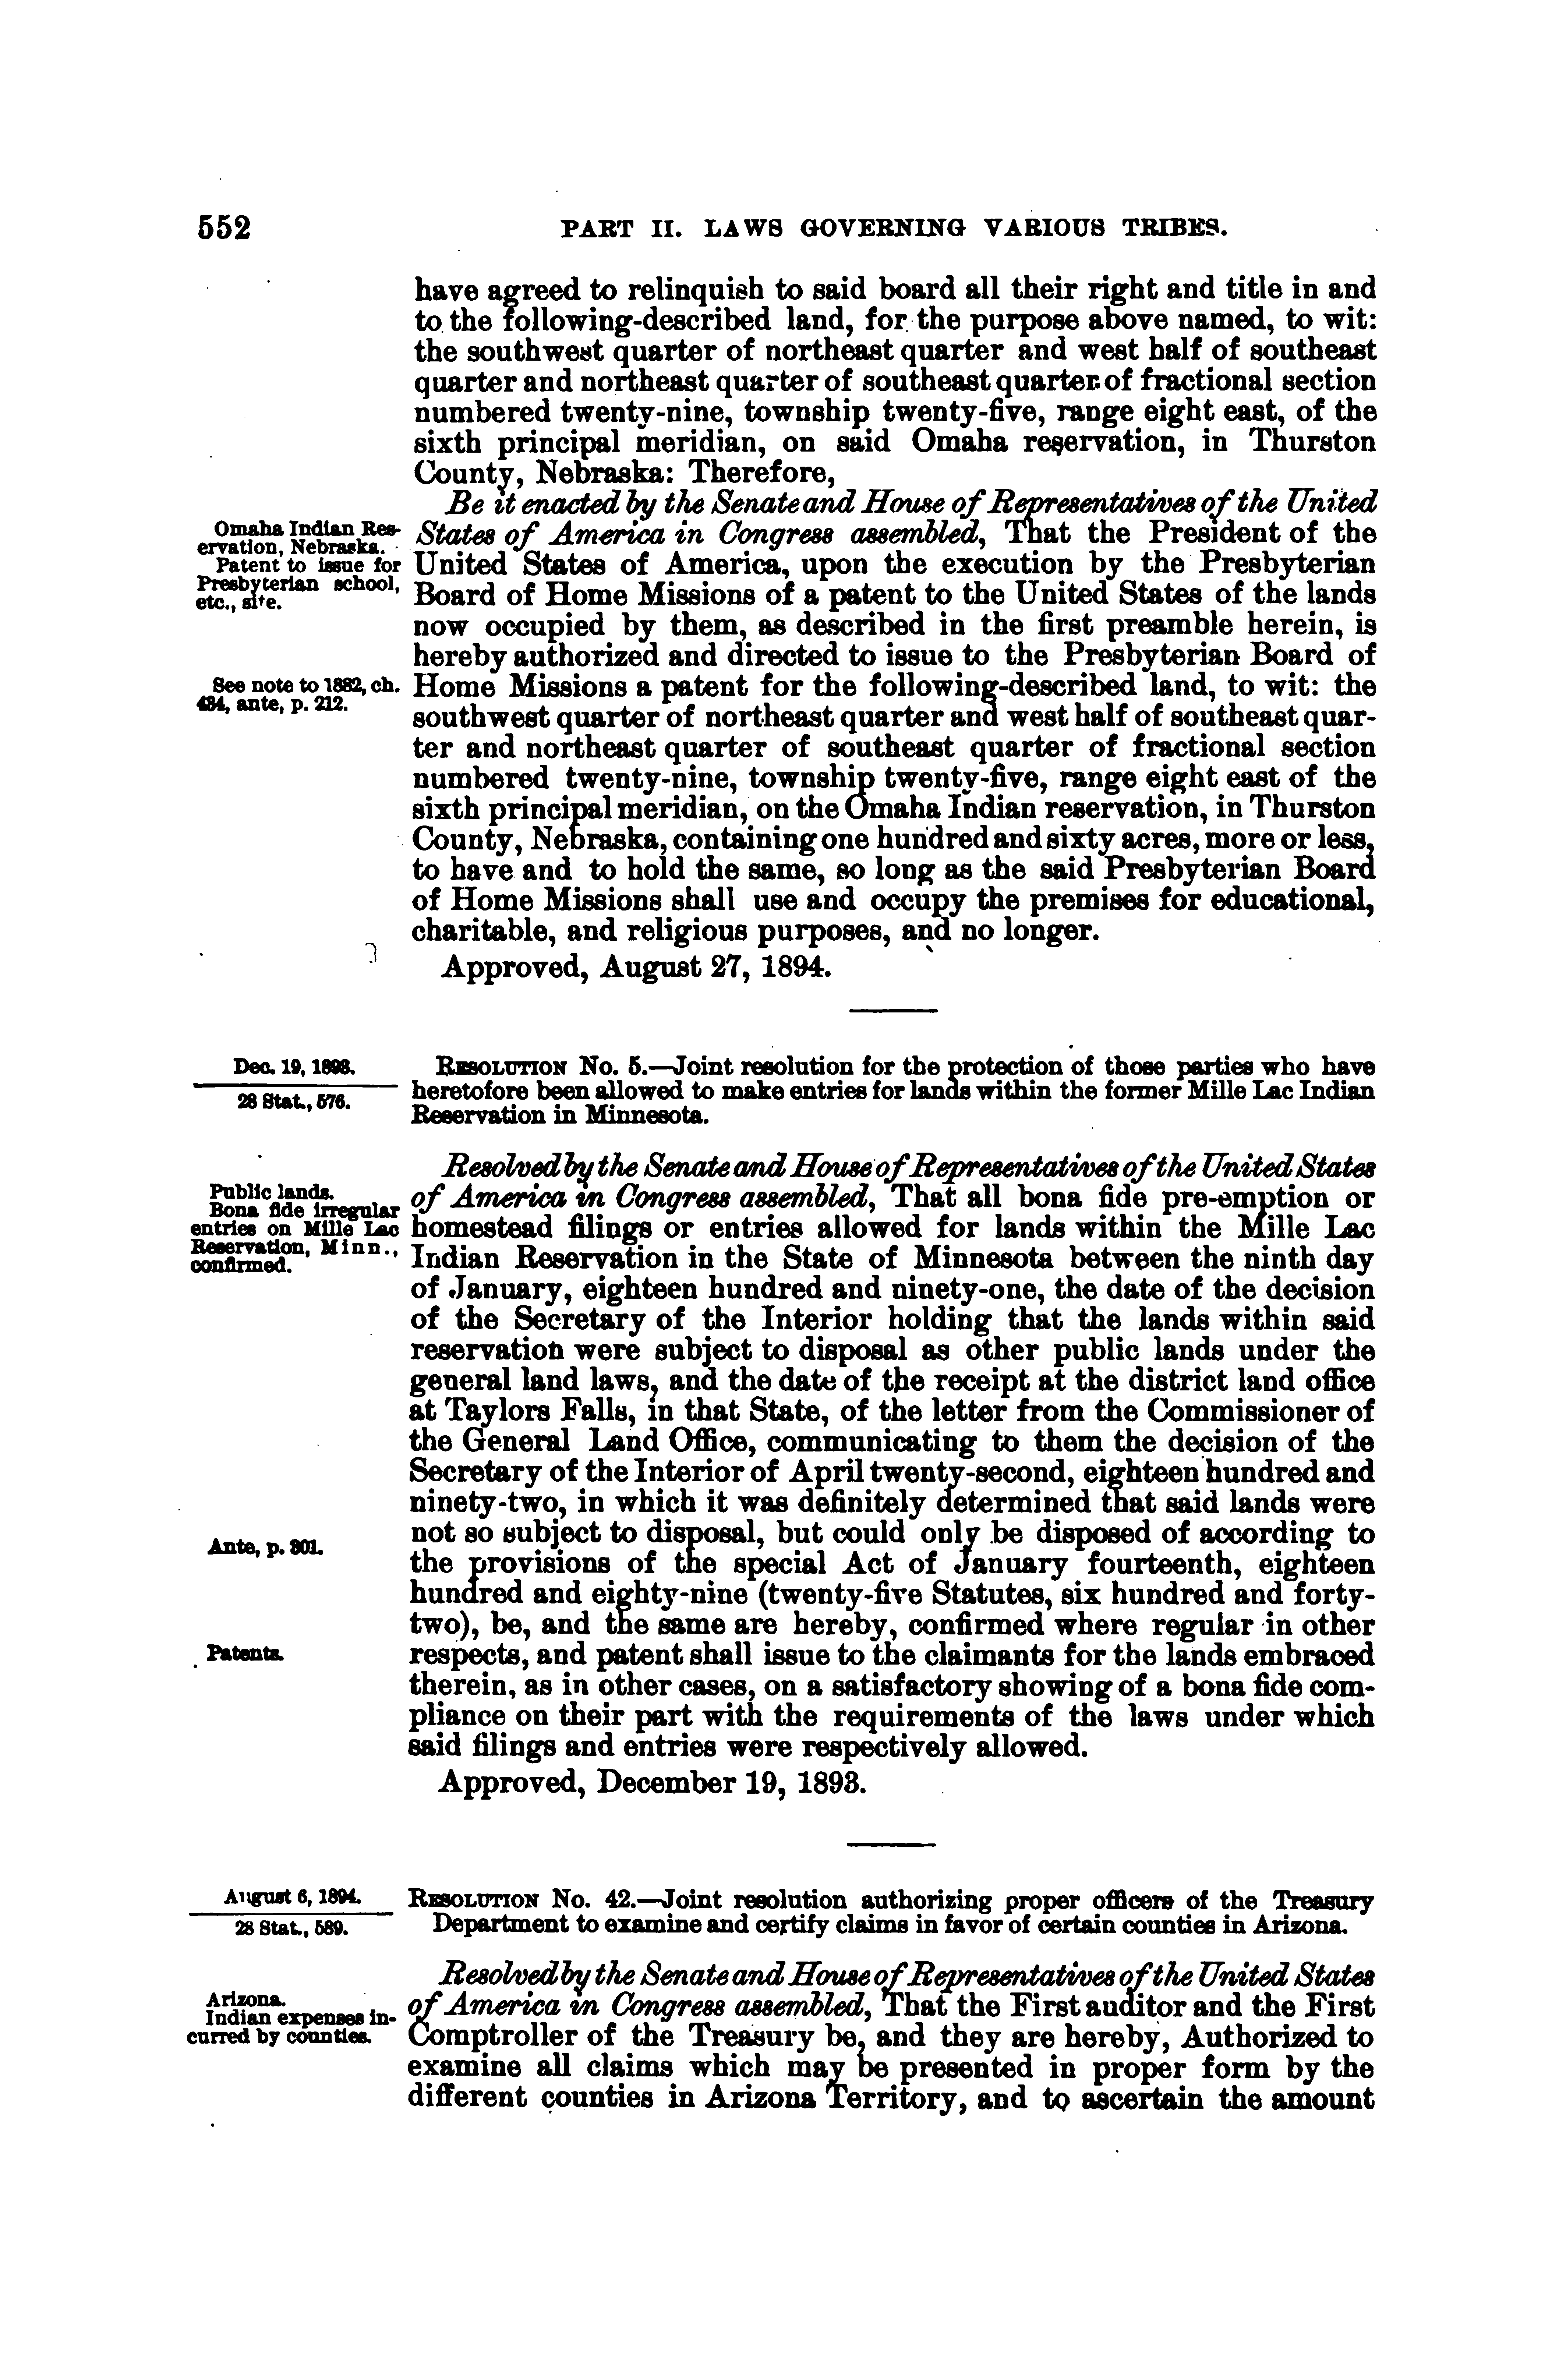 552
PART II. LAWS GOVERNING VARIOUS TRIBES.
have agreed to relinquish to said board all their right and title in and
to the following-described land, for the purpose above named, to wit:
the southwest quarter of northeast quarter and west half of southeast
quarter and northeast quarter of southeast quarter of fractional section
numbered twenty-nine, township twenty-five, range eight east, of the
sixth principal meridian, on said Omaha reservation, in Thurston
County, Nebraska: Therefore,
Be it enacted by the Senate and House of Representatives of the United
Omaha Indian Res-
ervation, Nebraska.
Patent to issue for
Presbyterian school,
etc., site.
States of America in Congress assembled, That the President of the
United States of America, upon the execution by the Presbyterian
Board of Home Missions of a patent to the United States of the lands
now occupied by them, as described in the first preamble herein, is
hereby authorized and directed to issue to the Presbyterian Board of
See note to 1882, ch.
434, ante, p. 212.
Home Missions a patent for the following-described land, to wit: the
southwest quarter of northeast quarter and west half of southeast quar-
ter and northeast quarter of southeast quarter of fractional section
numbered twenty-nine, township twenty-five, range eight east of the
sixth principal meridian, on the Omaha Indian reservation, in Thurston
County, Nebraska, containing one hundred and sixty acres, more or less,
to have and to hold the same, so long as the said Presbyterian Board
of Home Missions shall use and occupy the premises for educational,
charitable, and religious purposes, and no longer.
Approved, August 27, 1894.
Dec. 19, 1893.
28 Stat., 576.
RESOLUTION No. 5.—Joint resolution for the protection of those parties who have
heretofore been allowed to make entries for lands within the former Mille Lac Indian
Reservation in Minnesota.
Resolved by the Senate and House of Representatives of the United States
Public lands.
Bona fide irregular
entries on Mille Lac
Reservation, Minn.,
confirmed.
of America in Congress assembled, That all bona fide pre-emption or
homestead filings or entries allowed for lands within the Mille Lac
Indian Reservation in the State of Minnesota between the ninth day
of January, eighteen hundred and ninety-one, the date of the decision
of the Secretary of the Interior holding that the lands within said
reservation were subject to disposal as other public lands under the
general land laws, and the date of the receipt at the district land office
at Taylors Falls, in that State, of the letter from the Commissioner of
the General Land Office, communicating to them the decision of the
Secretary of the Interior of April twenty-second, eighteen hundred and
ninety-two, in which it was definitely determined that said lands were
Ante, p. 301.
not so subject to disposal, but could only be disposed of according to
the provisions of the special Act of January fourteenth, eighteen
hundred and eighty-nine (twenty-five Statutes, six hundred and forty-
two), be, and the same are hereby, confirmed where regular in other
Patents.
respects, and patent shall issue to the claimants for the lands embraced
therein, as in other cases, on a satisfactory showing of a bona fide com-
pliance on their part with the requirements of the laws under which
said filings and entries were respectively allowed.
Approved, December 19, 1893.
August 6, 1894.
28 Stat., 589.
RESOLUTION No. 42.—Joint resolution authorizing proper officers of the Treasury
Department to examine and certify claims in favor of certain counties in Arizona.
Resolved by the Senate and House of Representatives of the United States
Arizona.
Indian expenses in-
curred by counties.
of America in Congress assembled, That the First auditor and the First
Comptroller of the Treasury be, and they are hereby, Authorized to
examine all claims which may be presented in proper form by the
different counties in Arizona Territory, and to ascertain the amount